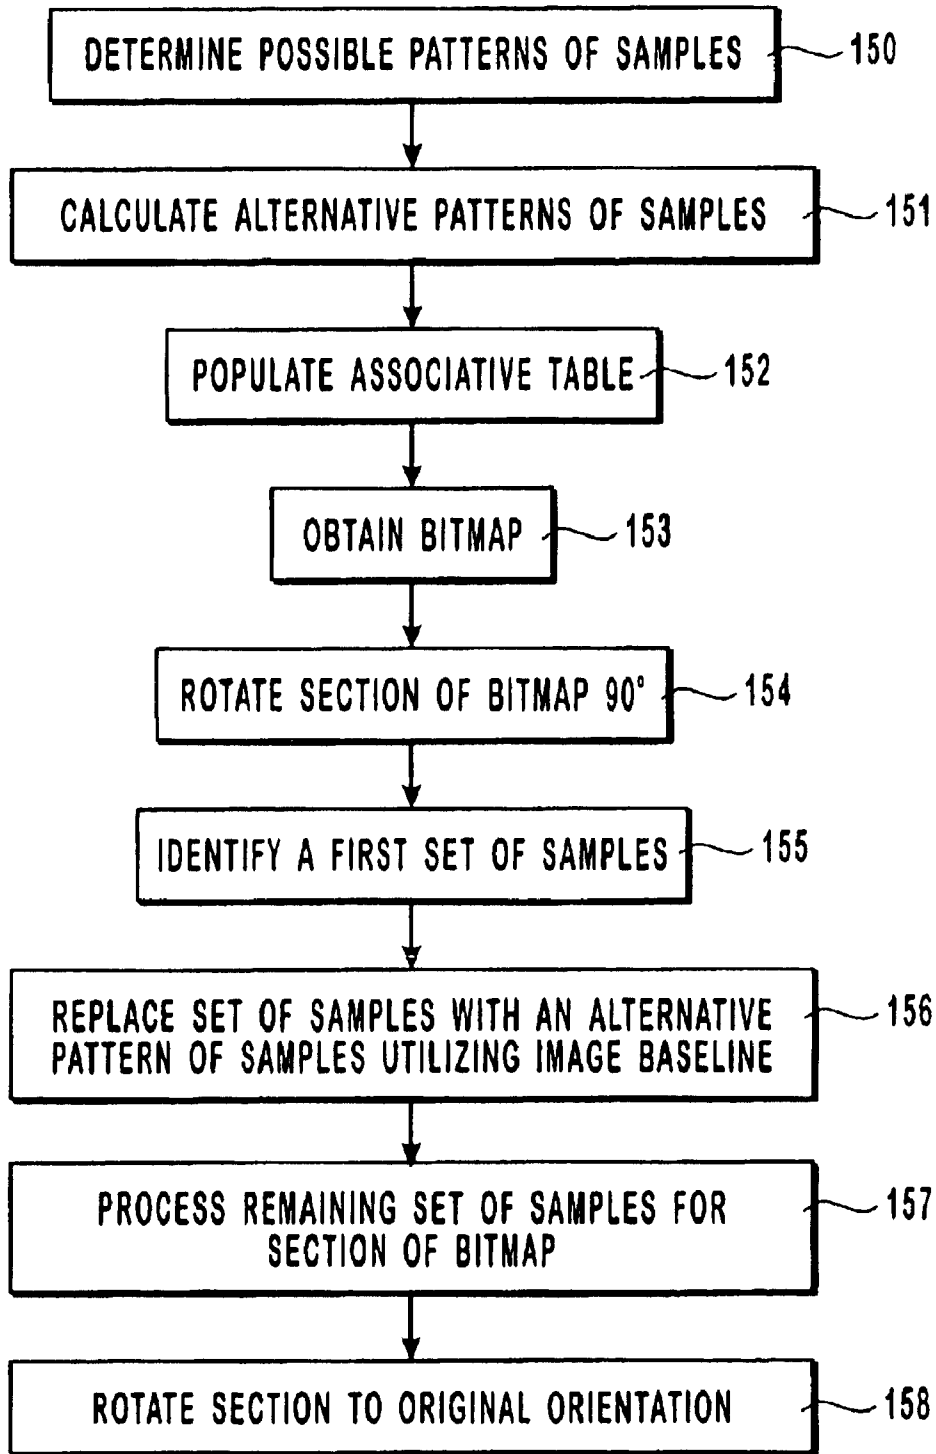 DETERMINE POSSIBLE PATTERNS OF SAMPLES 150
CALCULATE ALTERNATIVE PATTERNS OF SAMPLES 151
POPULATE ASSOCIATIVE TABLE 152
OBTAIN BITMAP 153
ROTATE SECTION OF BITMAP 90° 154
IDENTIFY A FIRST SET OF SAMPLES 155
REPLACE SET OF SAMPLES WITH AN ALTERNATIVE 156
PATTERN OF SAMPLES UTILIZING IMAGE BASELINE
PROCESS REMAINING SET OF SAMPLES FOR 157
SECTION OF BITMAP
ROTATE SECTION TO ORIGINAL ORIENTATION 158